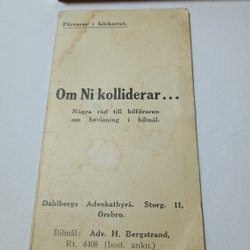 Förvaras i körkortet.
Om Ni kolliderar...
Några råd till bilföraren
om bevisning i bilmål.
Dahlbergs Advokatbyrå. Storg. 11,
Örebro.
Bilmål: Adv. H. Bergstrand,
Rt. 4408 (bost. ankn.)